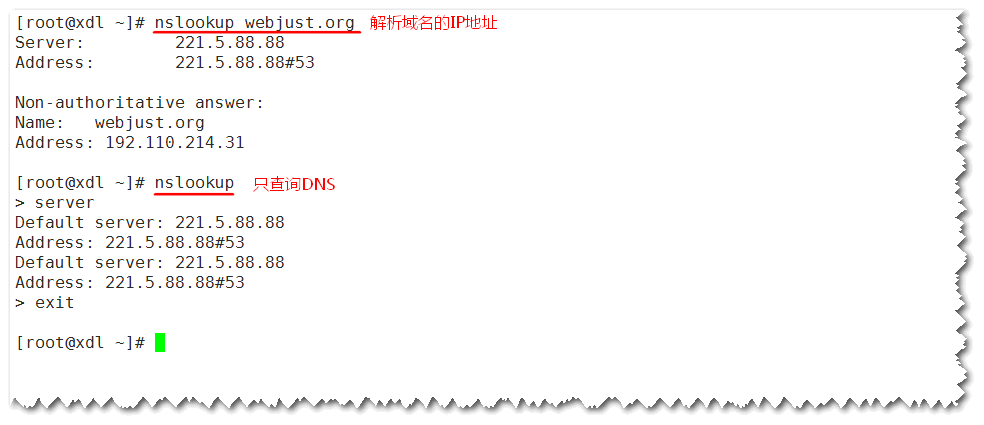 [root@xdl ~]# nslookup webjust.org 解析域名的IP地址
Server: 221.5.88.88
Address: 221.5.88.88#53
Non-authoritative answer:
Name: webjust.org
Address: 192.110.214.31
[root@xdl ~]# nslookup 只查询DNS
> server
Default server: 221.5.88.88
Address: 221.5.88.88#53
Default server: 221.5.88.88
Address: 221.5.88.88#53
> exit
[root@xdl ~]#